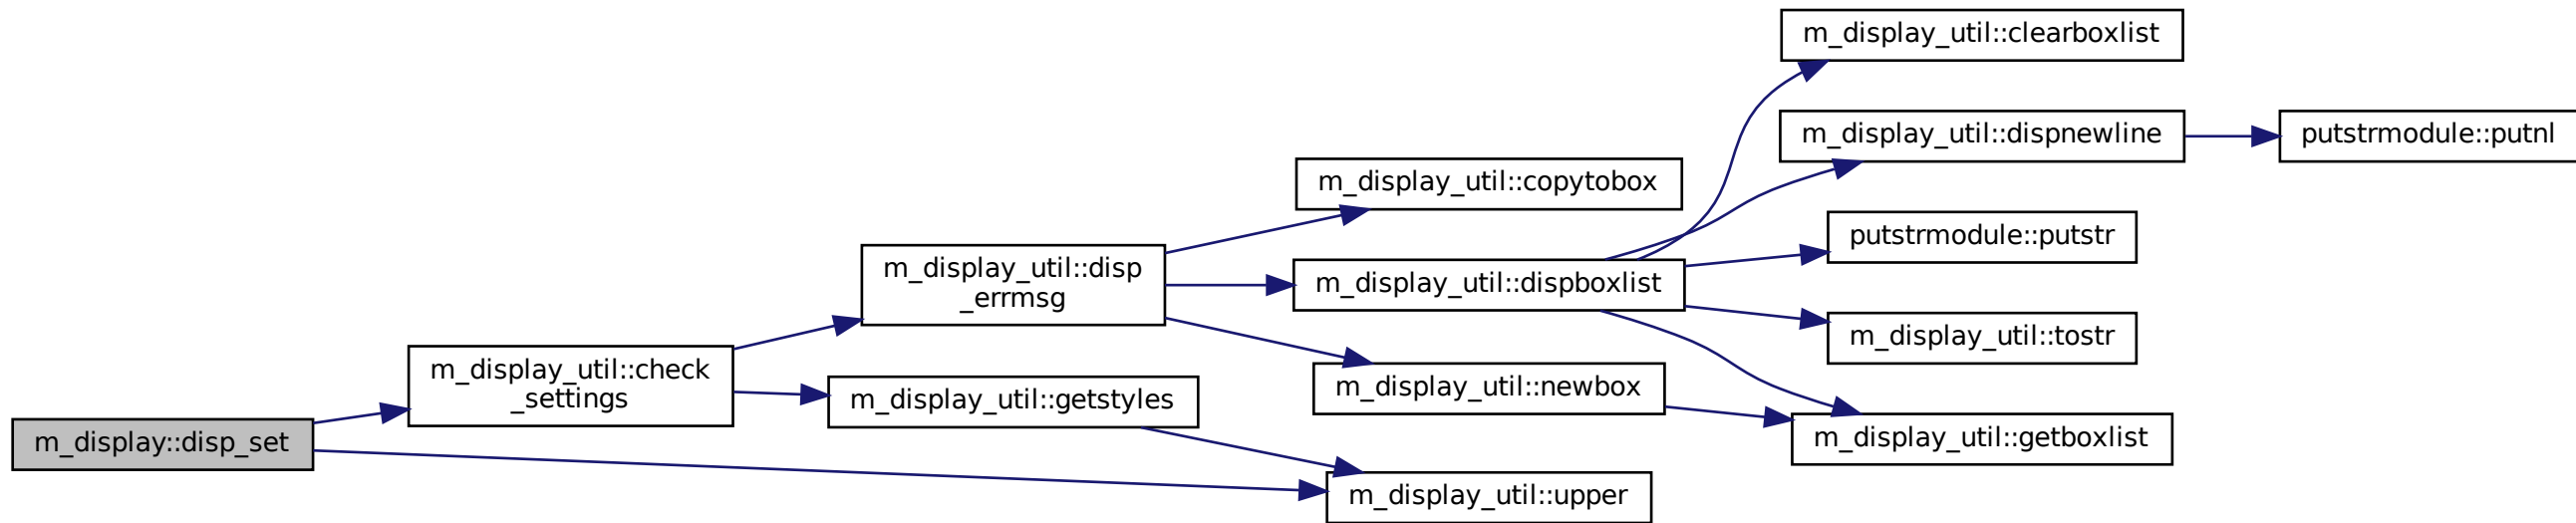 m_display::disp_set
m_display_util::check
_settings
m_display_util::disp
_errmsg
m_display_util::getstyles
m_display_util::copytobox
m_display_util::dispboxlist
m_display_util::newbox
m_display_util::upper
m_display_util::clearboxlist
m_display_util::dispnewline
putstrmodule::putstr
m_display_util::tostr
m_display_util::getboxlist
putstrmodule::putnl